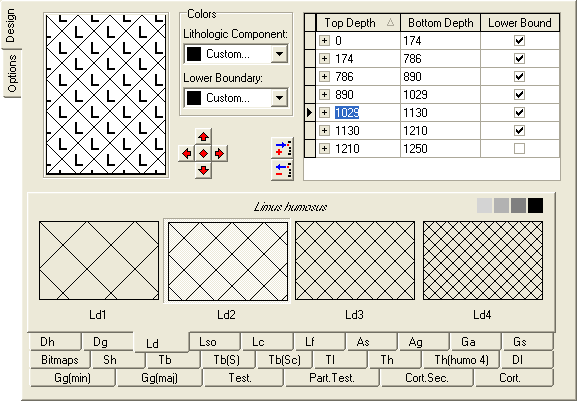 Design
Options
L L L L L
L L L L L
L L L L L
L L L L L
L L L L L
L L L L L
L L L L L
Colors
Lithologic Component:
Custom...
Lower Boundary:
Custom...
Top Depth Bottom Depth Lower Bound
0 174
174 786
786 890
890 1029
1029 1130
1130 1210
1210 1250
Limus humosus
Ld1 Ld2 Ld3 Ld4
Dh Dg Ld Lso Lc Lf As Ag Ga Gs
Bitmaps Sh Tb Tb(S) Tb(Sc) Tl Th Th(humo 4) Dl
Gg(min) Gg(maj) Test. Part.Test. Cort.Sec. Cort.